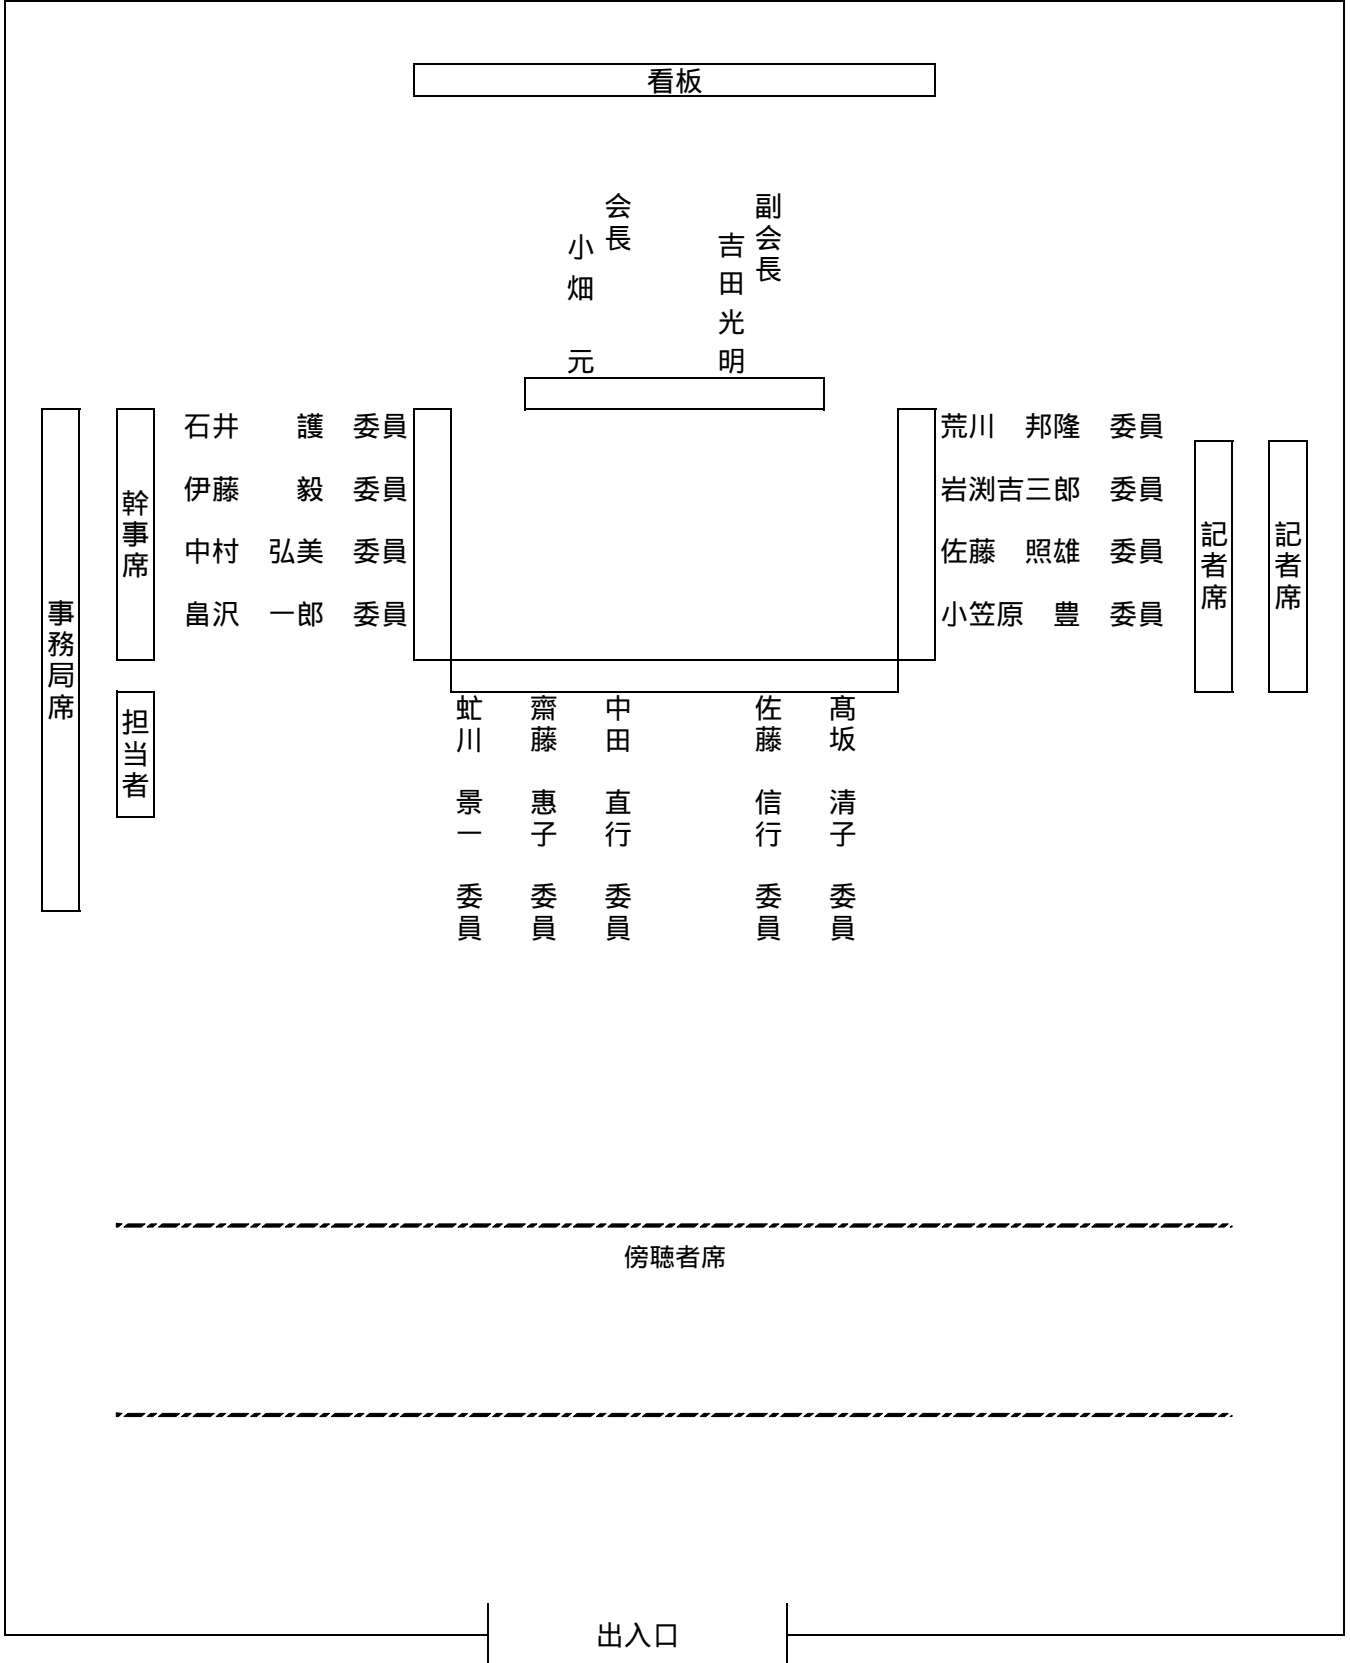 看板
会長
小畑　元
副会長
吉田光明
事務局席
幹事席
担当者
石井　　護　委員
伊藤　　毅　委員
中村　弘美　委員
畠沢　一郎　委員
荒川　邦隆　委員
岩渕吉三郎　委員
佐藤　照雄　委員
小笠原　豊　委員
記者席
記者席
虻川　景一　委員
齋藤　惠子　委員
中田　直行　委員
佐藤　信行　委員
髙坂　清子　委員
傍聴者席
出入口